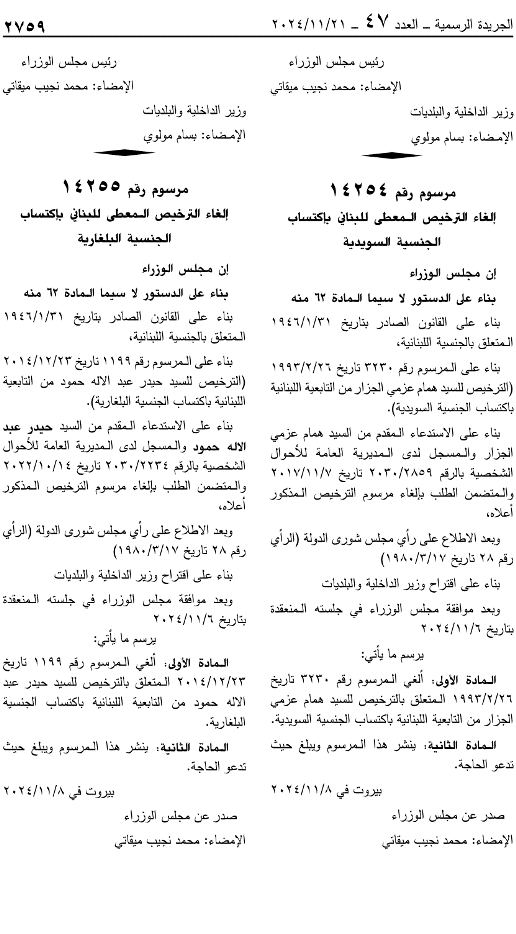 الجريدة الرسمية ـ العدد ٤٧ ـ ٢٠٢٤/١١/٢١
٢٧٥٩
رئيس مجلس الوزراء
الإمضاء: محمد نجيب ميقاتي
وزير الداخلية والبلديات
الإمضاء: بسام مولوي
مرسوم رقم ١٤٢٥٤
إلغاء الترخيص المعطى للبناني بإكتساب
الجنسية السويدية
إن مجلس الوزراء
بناء على الدستور لا سيما المادة ٦٢ منه
بناء على القانون الصادر بتاريخ ١٩٤٦/١/٣١
المتعلق بالجنسية اللبنانية،
بناء على المرسوم رقم ٣٢٣٠ تاريخ ١٩٩٣/٢/٢٦
(الترخيص للسيد همام عزمي الجزار من التابعية اللبنانية
باكتساب الجنسية السويدية).
بناء على الاستدعاء المقدم من السيد همام عزمي
الجزار والمسجل لدى المديرية العامة للأحوال
الشخصية بالرقم ٢٠٣٠/٢٨٥٩ تاريخ ٢٠١٧/١١/٧
والمتضمن الطلب بإلغاء مرسوم الترخيص المذكور
أعلاه،
وبعد الاطلاع على رأي مجلس شورى الدولة (الرأي
رقم ٢٨ تاريخ ١٩٨٠/٣/١٧)
بناء على اقتراح وزير الداخلية والبلديات
وبعد موافقة مجلس الوزراء في جلسته المنعقدة
بتاريخ ٢٠٢٤/١١/٦
يرسم ما يأتي:
المادة الأولى: ألغي المرسوم رقم ٣٢٣٠ تاريخ
١٩٩٣/٢/٢٦ المتعلق بالترخيص للسيد همام عزمي
الجزار من التابعية اللبنانية باكتساب الجنسية السويدية.
المادة الثانية: ينشر هذا المرسوم ويبلغ حيث
تدعو الحاجة.
بيروت في ٢٠٢٤/١١/٨
صدر عن مجلس الوزراء
الإمضاء: محمد نجيب ميقاتي
رئيس مجلس الوزراء
الإمضاء: محمد نجيب ميقاتي
وزير الداخلية والبلديات
الإمضاء: بسام مولوي
مرسوم رقم ١٤٢٥٥
إلغاء الترخيص المعطى للبناني بإكتساب
الجنسية البلغارية
إن مجلس الوزراء
بناء على الدستور لا سيما المادة ٦٢ منه
بناء على القانون الصادر بتاريخ ١٩٤٦/١/٣١
المتعلق بالجنسية اللبنانية،
بناء على المرسوم رقم ١١٩٩ تاريخ ٢٠١٤/١٢/٢٣
(الترخيص للسيد حيدر عبد الاله حمود من التابعية
اللبنانية باكتساب الجنسية البلغارية).
بناء على الاستدعاء المقدم من السيد حيدر عبد
الاله حمود والمسجل لدى المديرية العامة للأحوال
الشخصية بالرقم ٢٠٣٠/٢٢٣٤ تاريخ ٢٠٢٢/١٠/١٤
والمتضمن الطلب بإلغاء مرسوم الترخيص المذكور
أعلاه،
وبعد الاطلاع على رأي مجلس شورى الدولة (الرأي
رقم ٢٨ تاريخ ١٩٨٠/٣/١٧)
بناء على اقتراح وزير الداخلية والبلديات
وبعد موافقة مجلس الوزراء في جلسته المنعقدة
بتاريخ ٢٠٢٤/١١/٦
يرسم ما يأتي:
المادة الأولى: ألغي المرسوم رقم ١١٩٩ تاريخ
٢٠١٤/١٢/٢٣ المتعلق بالترخيص للسيد حيدر عبد
الاله حمود من التابعية اللبنانية باكتساب الجنسية
البلغارية.
المادة الثانية: ينشر هذا المرسوم ويبلغ حيث
تدعو الحاجة.
بيروت في ٢٠٢٤/١١/٨
صدر عن مجلس الوزراء
الإمضاء: محمد نجيب ميقاتي